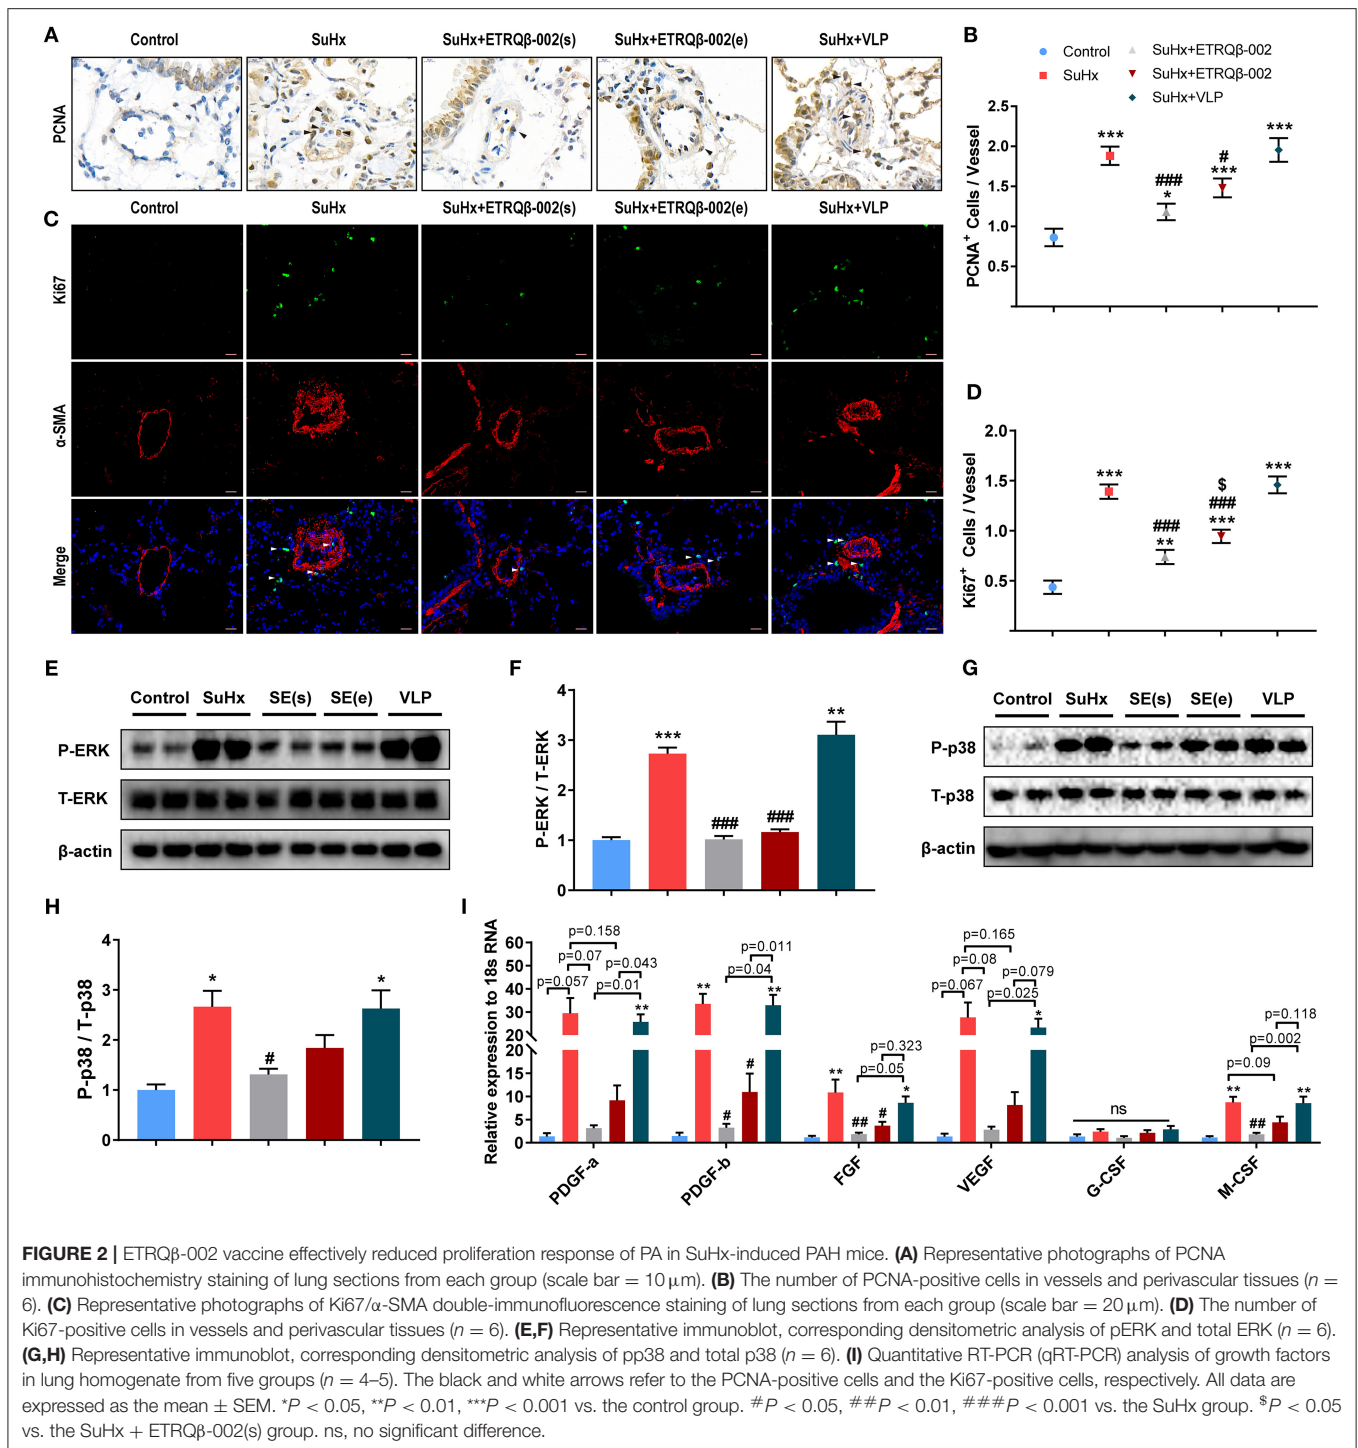 A
Control
SuHx
SuHx+ETRQβ-002(s)
SuHx+ETRQβ-002(e)
SuHx+VLP
PCNA
B
Control
SuHx
SuHx+ETRQβ-002
SuHx+ETRQβ-002
SuHx+VLP
PCNA+ Cells / Vessel
2.5
2.0
1.5
1.0
0.5
***
###
*
#
***
***
C
Control
SuHx
SuHx+ETRQβ-002(s)
SuHx+ETRQβ-002(e)
SuHx+VLP
Ki67
α-SMA
Merge
D
Ki67+ Cells / Vessel
2.0
1.5
1.0
0.5
***
###
**
$
###
***
***
E
Control
SuHx
SE(s)
SE(e)
VLP
P-ERK
T-ERK
β-actin
F
P-ERK / T-ERK
4
3
2
1
0
***
###
###
**
G
Control
SuHx
SE(s)
SE(e)
VLP
P-p38
T-p38
β-actin
H
P-p38 / T-p38
4
3
2
1
0
*
#
*
I
Relative expression to 18s RNA
60
50
40
30
20
15
10
5
0
p=0.158
p=0.07
p=0.043
p=0.057
p=0.01
**
**
p=0.011
p=0.04
**
#
#
**
p=0.323
p=0.05
##
#
*
p=0.165
p=0.08
p=0.079
p=0.067
p=0.025
*
ns
p=0.118
p=0.002
p=0.09
**
##
**
PDGF-a
PDGF-b
FGF
VEGF
G-CSF
M-CSF
FIGURE 2 | ETRQβ-002 vaccine effectively reduced proliferation response of PA in SuHx-induced PAH mice. (A) Representative photographs of PCNA
immunohistochemistry staining of lung sections from each group (scale bar = 10 μm). (B) The number of PCNA-positive cells in vessels and perivascular tissues (n =
6). (C) Representative photographs of Ki67/α-SMA double-immunofluorescence staining of lung sections from each group (scale bar = 20 μm). (D) The number of
Ki67-positive cells in vessels and perivascular tissues (n = 6). (E,F) Representative immunoblot, corresponding densitometric analysis of pERK and total ERK (n = 6).
(G,H) Representative immunoblot, corresponding densitometric analysis of pp38 and total p38 (n = 6). (I) Quantitative RT-PCR (qRT-PCR) analysis of growth factors
in lung homogenate from five groups (n = 4–5). The black and white arrows refer to the PCNA-positive cells and the Ki67-positive cells, respectively. All data are
expressed as the mean ± SEM. *P < 0.05, **P < 0.01, ***P < 0.001 vs. the control group. #P < 0.05, ##P < 0.01, ###P < 0.001 vs. the SuHx group. $P < 0.05
vs. the SuHx + ETRQβ-002(s) group. ns, no significant difference.